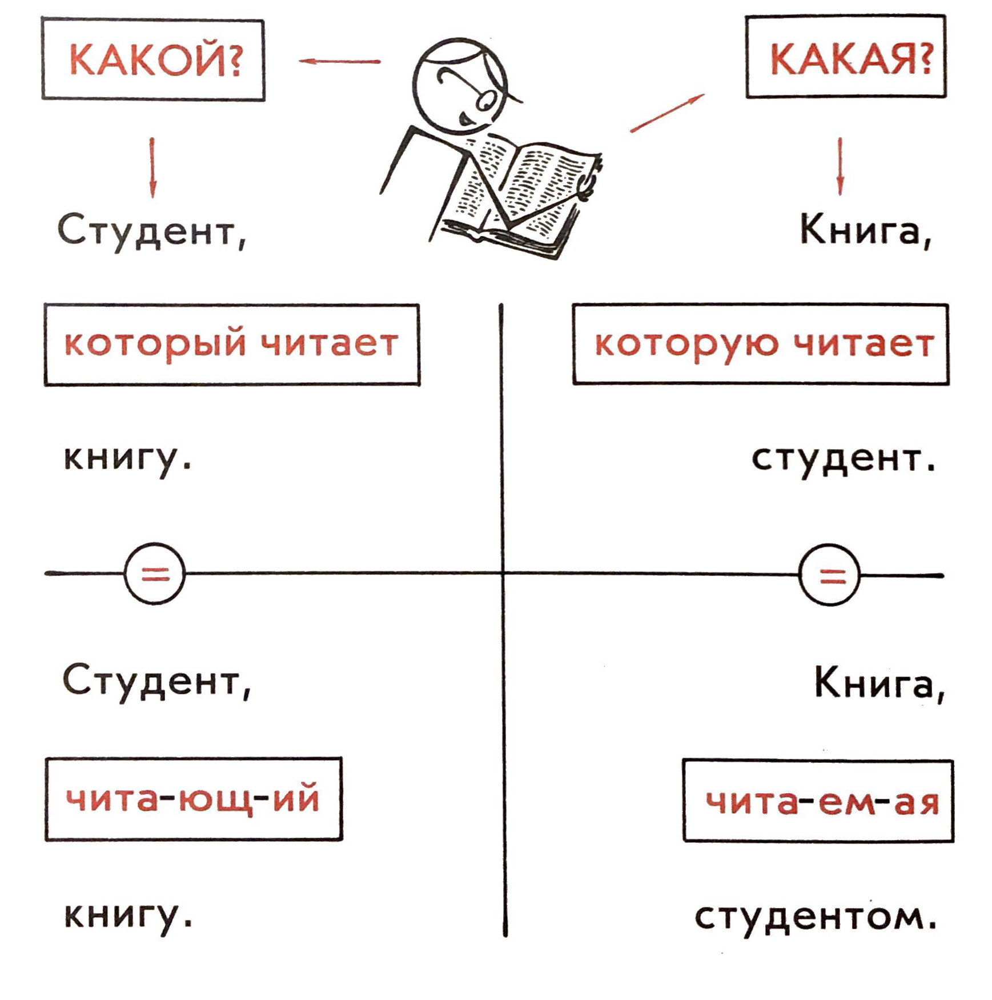 КАКОЙ?
Студент,
который читает
книгу.
=
Студент,
чита-ющ-ий
книгу.
КАКАЯ?
Книга,
которую читает
студент.
=
Книга,
чита-ем-ая
студентом.